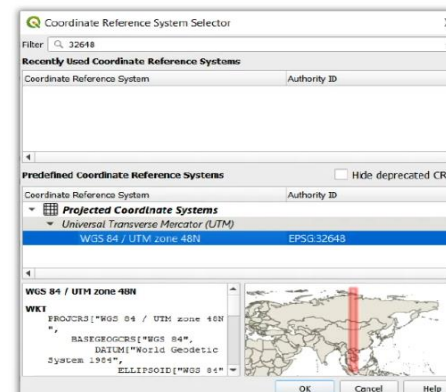 Coordinate Reference System Selector
Filter 32648
Recently Used Coordinate Reference Systems
Coordinate Reference System Authority ID
Predefined Coordinate Reference Systems Hide deprecated CR
Coordinate Reference System Authority ID
Projected Coordinate Systems
Universal Transverse Mercator (UTM)
WGS 84 / UTM zone 48N EPSG:32648
WGS 84 / UTM zone 48N
WKT
PROJCRS["WGS 84 / UTM zone 48N
",
BASEGEOGCRS["WGS 84",
DATUM["World Geodetic
System 1984",
ELLIPSOID["WGS 84"
OK Cancel Help